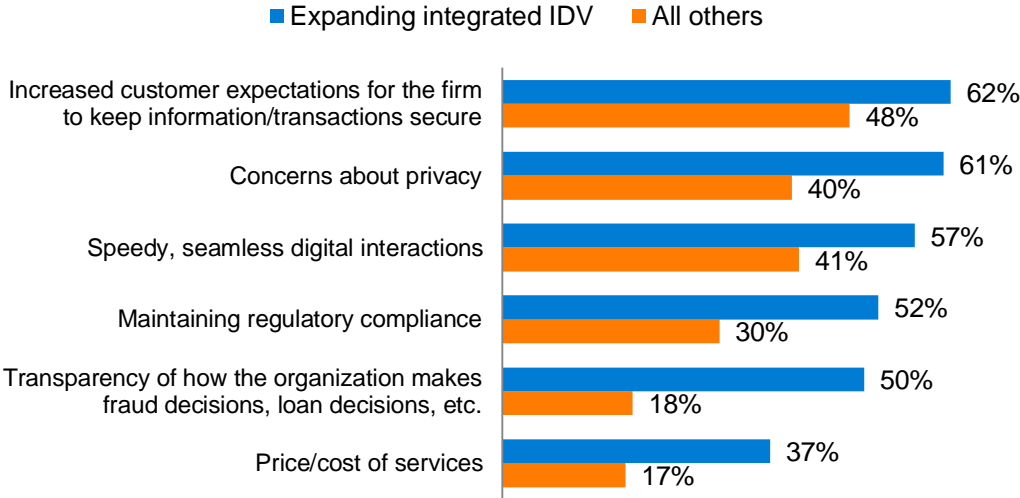 Expanding integrated IDV All others
Increased customer expectations for the firm
to keep information/transactions secure
62%
48%
Concerns about privacy
61%
40%
Speedy, seamless digital interactions
57%
41%
Maintaining regulatory compliance
52%
30%
Transparency of how the organization makes
fraud decisions, loan decisions, etc.
50%
18%
Price/cost of services
37%
17%